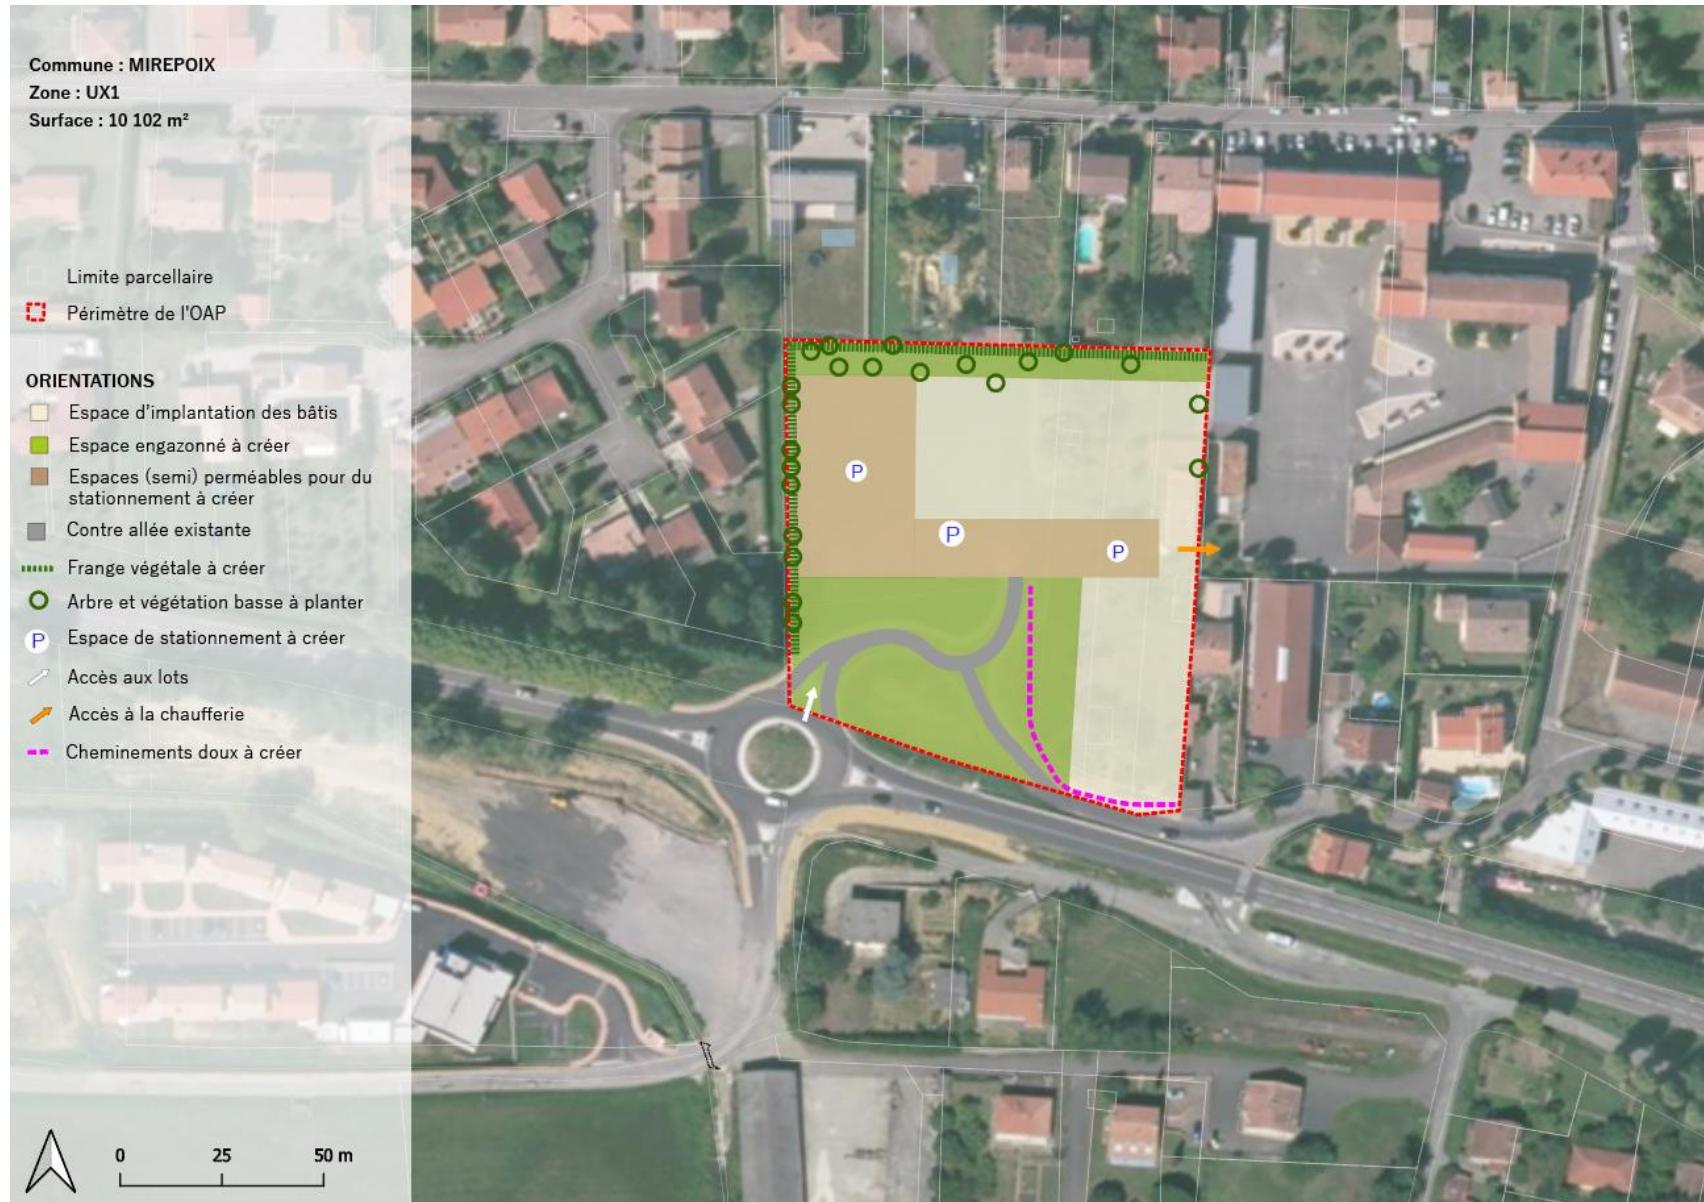 Commune : MIREPOIX
Zone : UX1
Surface : 10 102 m²
Limite parcellaire
Périmètre de l'OAP
ORIENTATIONS
Espace d'implantation des bâtis
Espace engazonné à créer
Espaces (semi) perméables pour du
stationnement à créer
Contre allée existante
Frange végétale à créer
Arbre et végétation basse à planter
P Espace de stationnement à créer
Accès aux lots
Accès à la chaufferie
Cheminements doux à créer
0 25 50 m
P
P
P